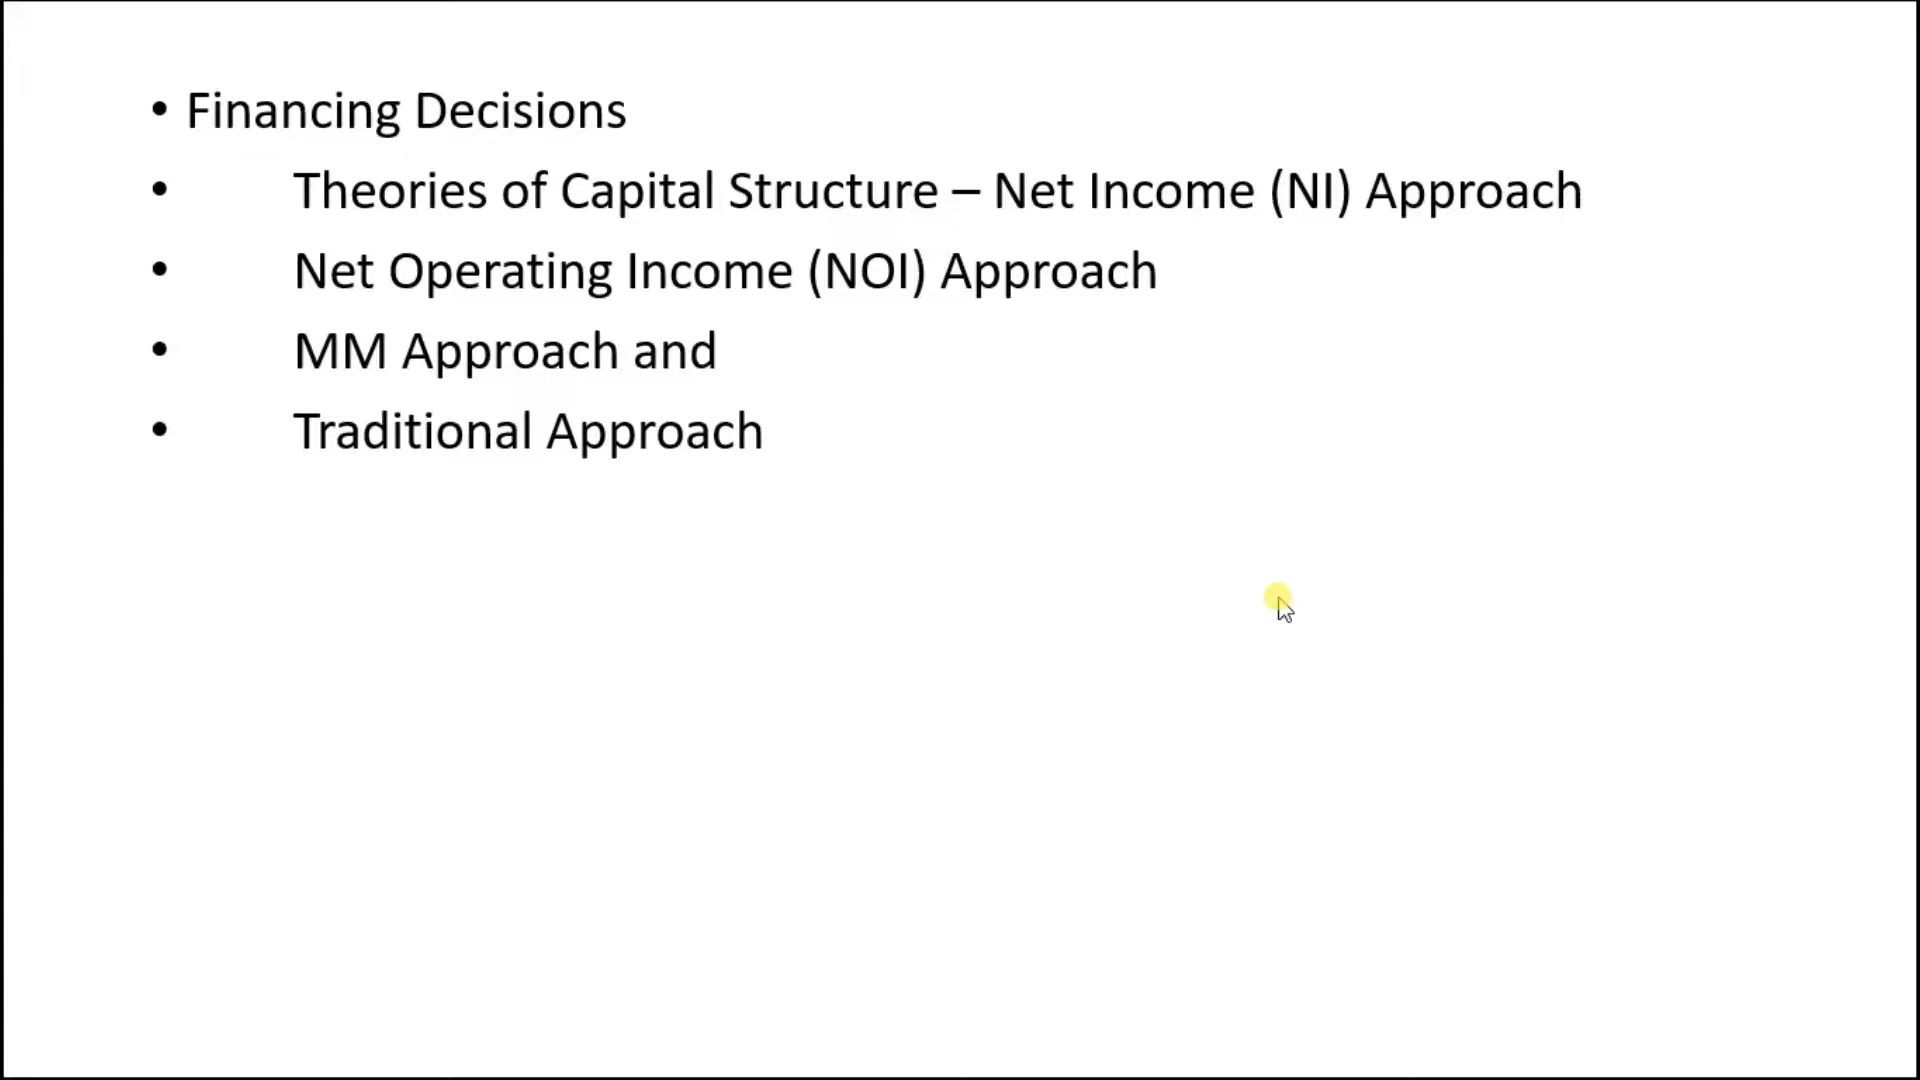 • Financing Decisions
• Theories of Capital Structure – Net Income (NI) Approach
• Net Operating Income (NOI) Approach
• MM Approach and
• Traditional Approach